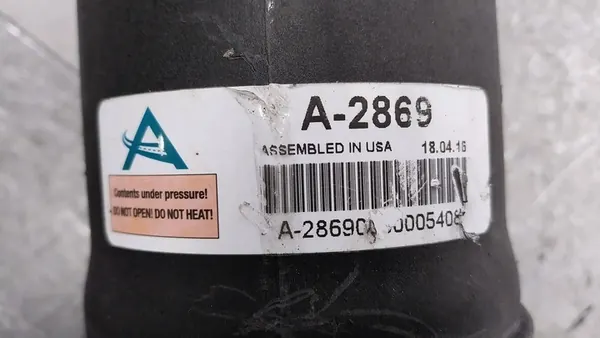 A-2869
ASSEMBLED IN USA 18.04.16
Contents under pressure!
DO NOT OPEN! DO NOT HEAT!